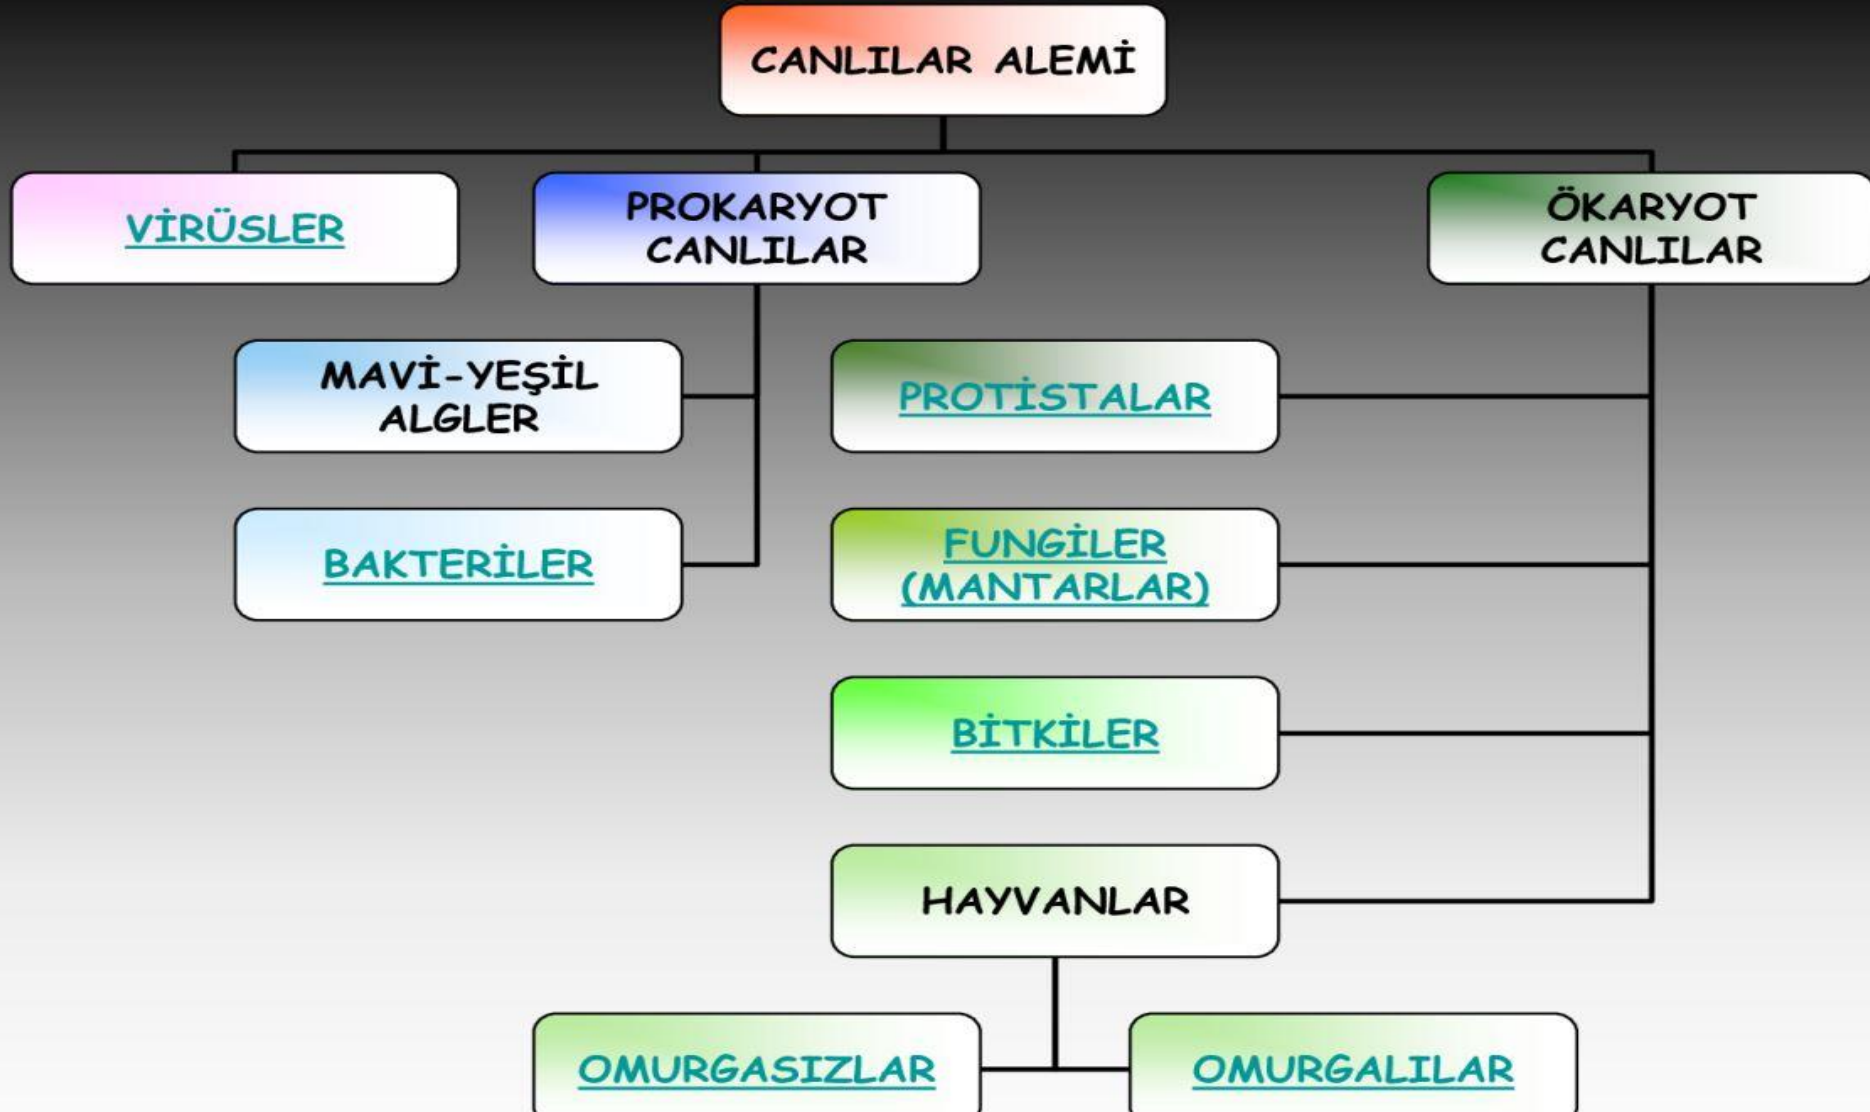 CANLILAR ALEMİ
VİRÜSLER
PROKARYOT
CANLILAR
ÖKARYOT
CANLILAR
MAVİ-YEŞİL
ALGLER
PROTİSTALAR
BAKTERİLER
FUNGİLER
(MANTARLAR)
BİTKİLER
HAYVANLAR
OMURGASIZLAR
OMURGALILAR